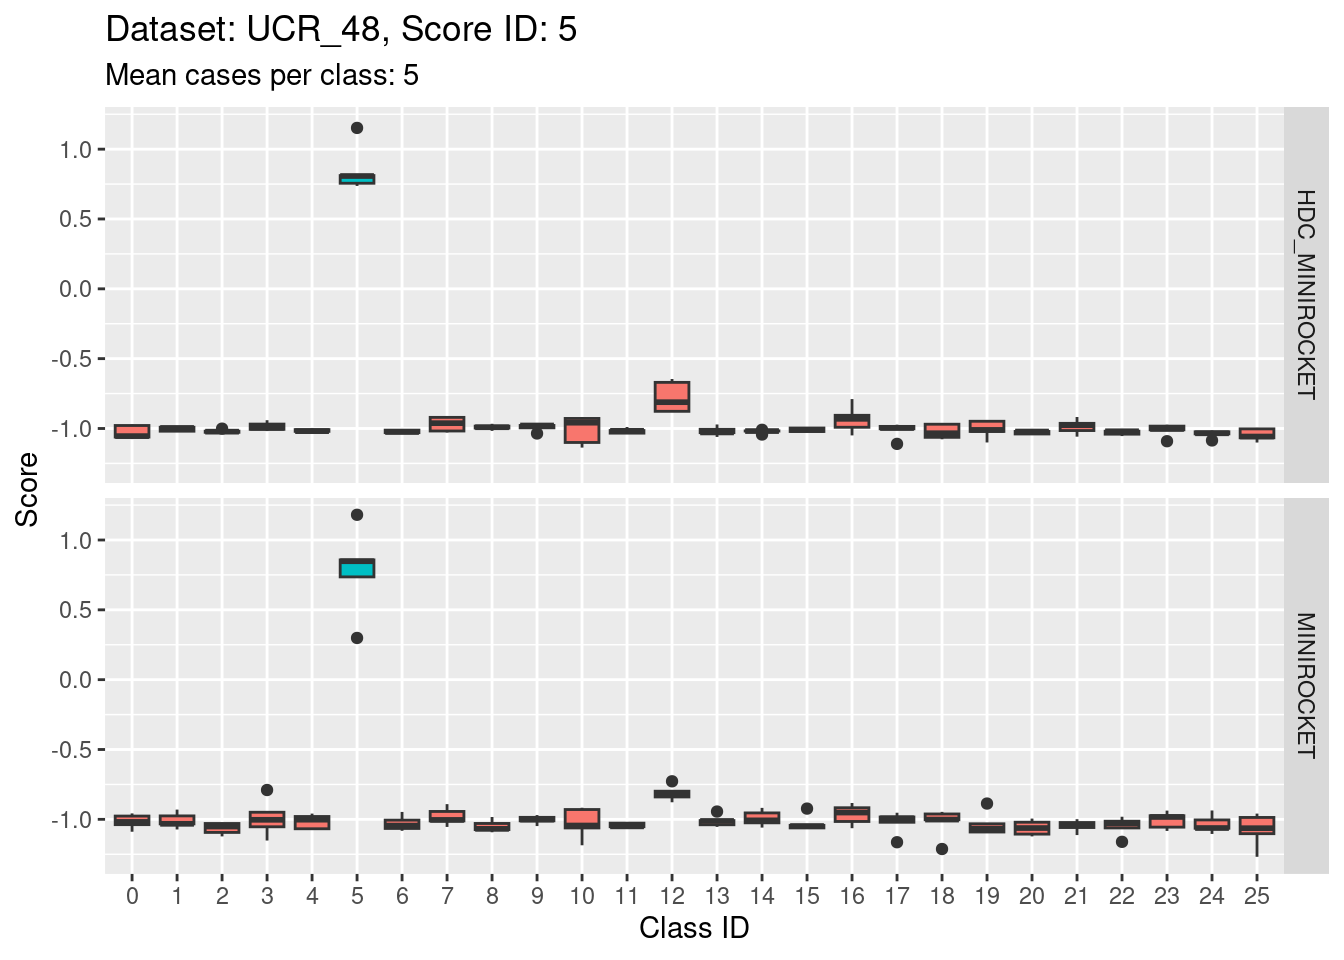 Dataset: UCR_48, Score ID: 5
Mean cases per class: 5
1.0
0.5
0.0
-0.5
-1.0
HDC_MINIROCKET
Score
1.0
0.5
0.0
-0.5
-1.0
MINIROCKET
0 1 2 3 4 5 6 7 8 9 10 11 12 13 14 15 16 17 18 19 20 21 22 23 24 25
Class ID